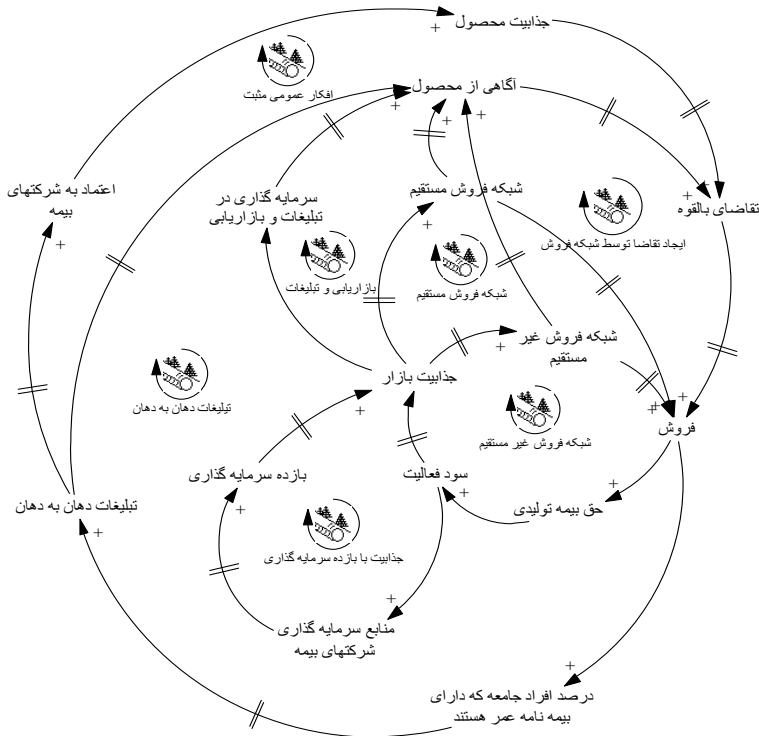 جذابیت محصول
افکار عمومی مثبت
آگاهی از محصول
اعتماد به شرکتهای
بیمه
سرمایه گذاری در
تبلیغات و بازاریابی
شبکه فروش مستقیم
تقاضای بالقوه
ایجاد تقاضا توسط شبکه فروش
بازاریابی و تبلیغات
شبکه فروش مستقیم
شبکه فروش غیر
مستقیم
جذابیت بازار
تبلیغات دهان به دهان
شبکه فروش غیر مستقیم
فروش
بازده سرمایه گذاری
سود فعالیت
تبلیغات دهان به دهان
حق بیمه تولیدی
جذابیت با بازده سرمایه گذاری
منابع سرمایه گذاری
شرکتهای بیمه
درصد افراد جامعه که دارای
بیمه نامه عمر هستند